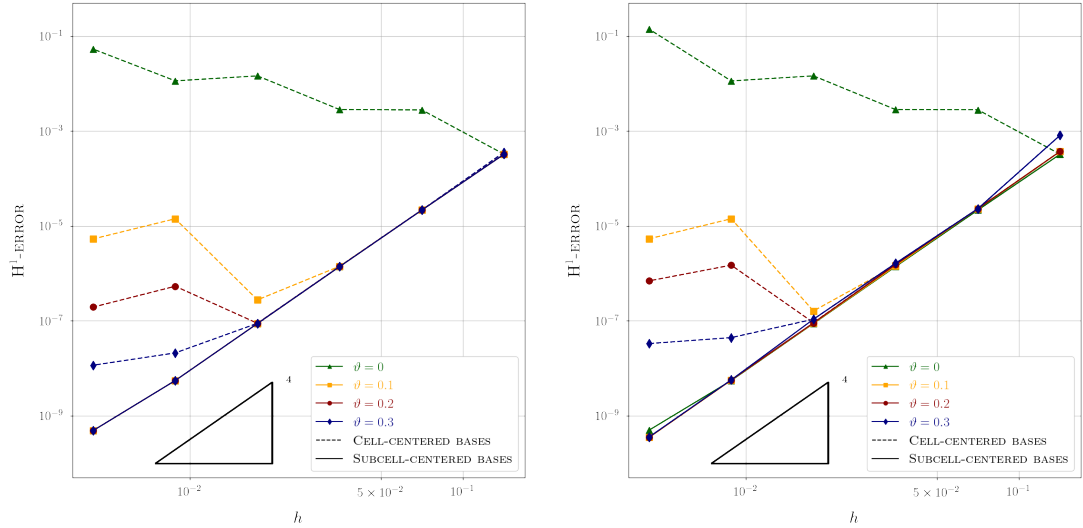 10⁻¹
10⁻³
10⁻⁵
10⁻⁷
10⁻⁹
H¹-ERROR
4
ϑ = 0
ϑ = 0.1
ϑ = 0.2
ϑ = 0.3
CELL-CENTERED BASES
SUBCELL-CENTERED BASES
10⁻²
5 × 10⁻²
10⁻¹
h
10⁻¹
10⁻³
10⁻⁵
10⁻⁷
10⁻⁹
H¹-ERROR
4
ϑ = 0
ϑ = 0.1
ϑ = 0.2
ϑ = 0.3
CELL-CENTERED BASES
SUBCELL-CENTERED BASES
10⁻²
5 × 10⁻²
10⁻¹
h